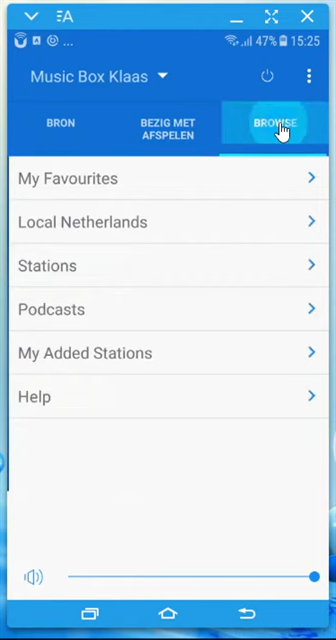 A
... 47% 15:25
Music Box Klaas
BRON
BEZIG MET
AFSPELEN
BROWSE
My Favourites
Local Netherlands
Stations
Podcasts
My Added Stations
Help